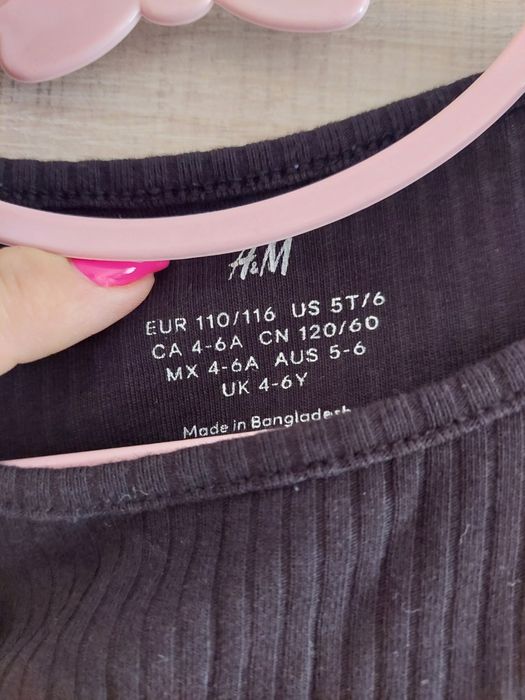 H&M
EUR 110/116 US 5T/6
CA 4-6A CN 120/60
MX 4-6A AUS 5-6
UK 4-6Y
Made in Bangladesh